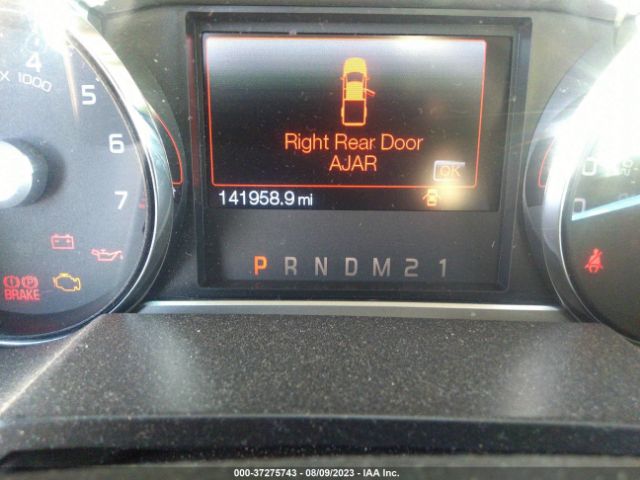 4
X 1000
5
6
7
Right Rear Door
AJAR
OK
141958.9 mi
P R N D M 2 1
BRAKE
000-37275743 - 08/09/2023 - IAA Inc.